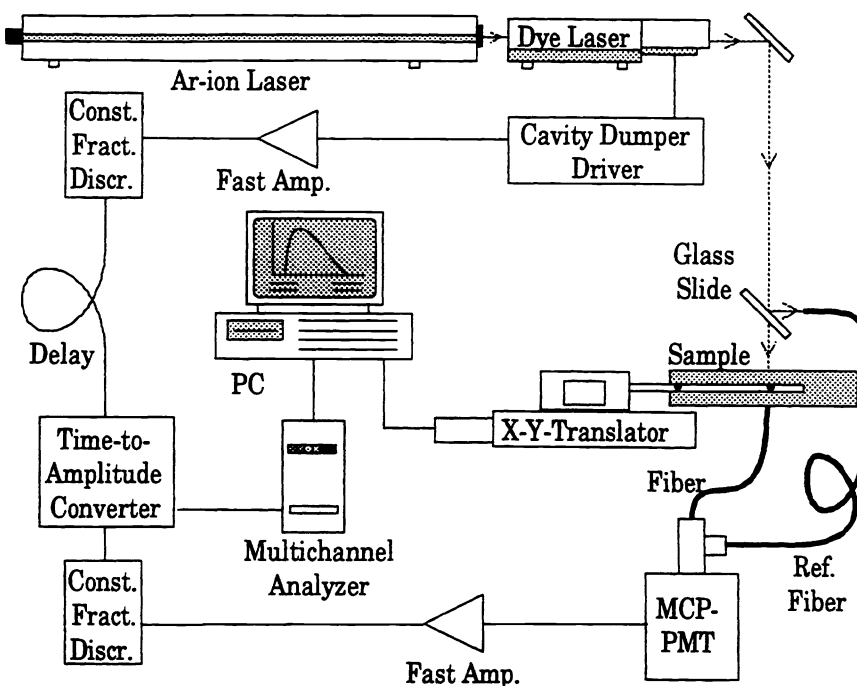 Dye Laser
Ar-ion Laser
Const.
Fract.
Discr.
Fast Amp.
Cavity Dumper
Driver
Glass
Slide
Delay
PC
Sample
X-Y-Translator
Time-to-
Amplitude
Converter
Multichannel
Analyzer
Fiber
Ref.
Fiber
Const.
Fract.
Discr.
Fast Amp.
MCP-
PMT